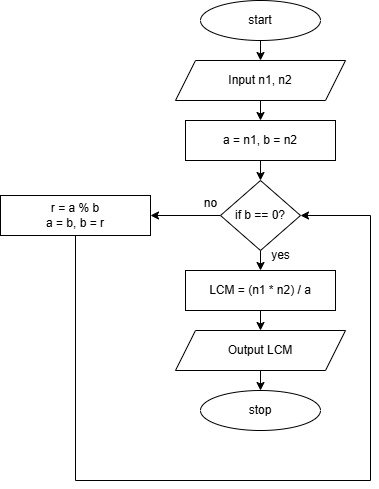 start
Input n1, n2
a = n1, b = n2
no
if b == 0?
r = a % b
a = b, b = r
yes
LCM = (n1 * n2) / a
Output LCM
stop